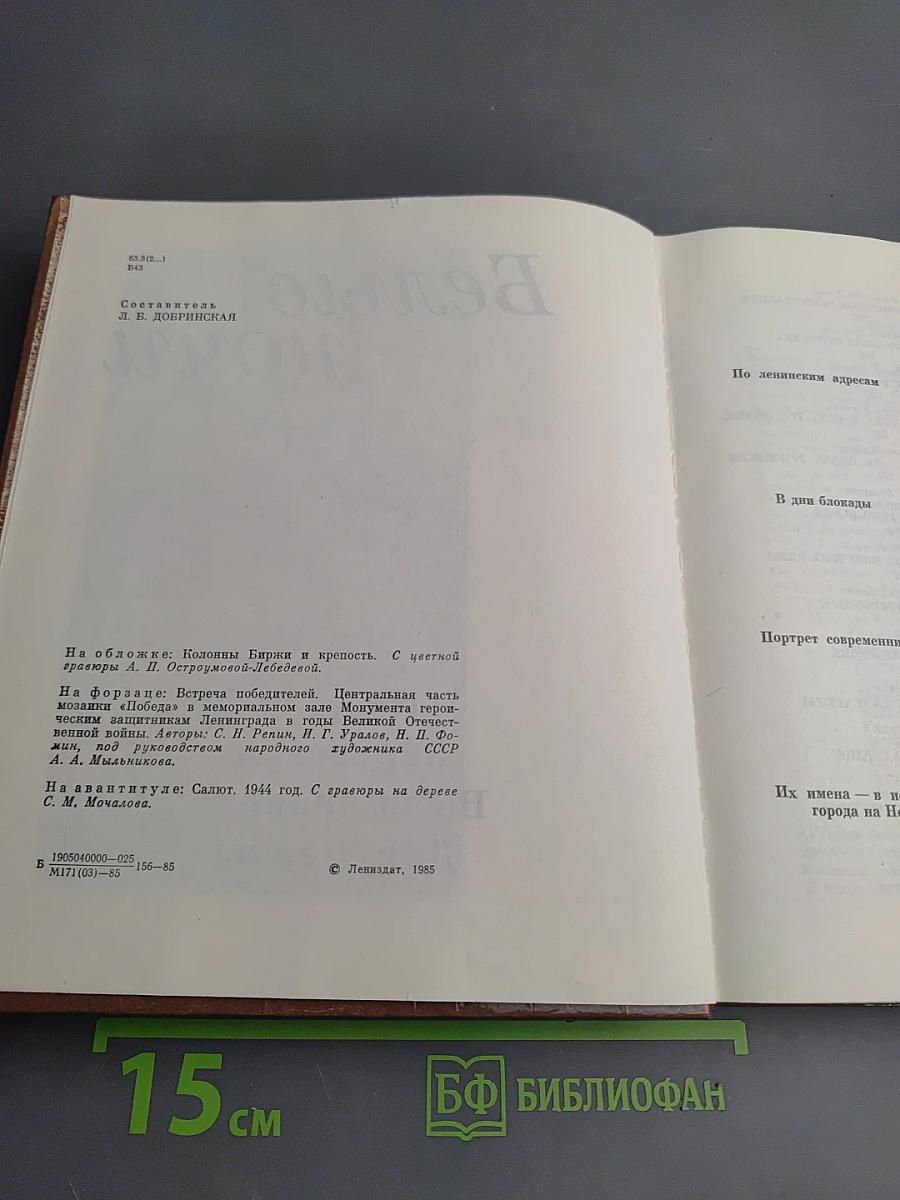 63.3(2...)
Б43
Составитель
Л. Б. ДОБРИНСКАЯ
Белые
ночи
На обложке: Колонны Биржи и крепость. С цветной
гравюры А. П. Остроумовой-Лебедевой.
На форзаце: Встреча победителей. Центральная часть
мозаики «Победа» в мемориальном зале Монумента герои-
ческим защитникам Ленинграда в годы Великой Отечест-
венной войны. Авторы: С. Н. Репин, И. Г. Уралов, Н. П. Фо-
мин, под руководством народного художника СССР
А. А. Мыльникова.
На авантитуле: Салют. 1944 год. С гравюры на дереве
С. М. Мочалова.
Б 1905040000—025 156—85
М171(03)—85
© Лениздат, 1985
По ленинским адресам
В дни блокады
Портрет современни
Их имена — в и
города на Не
15 см
БФ БИБЛИОФАН